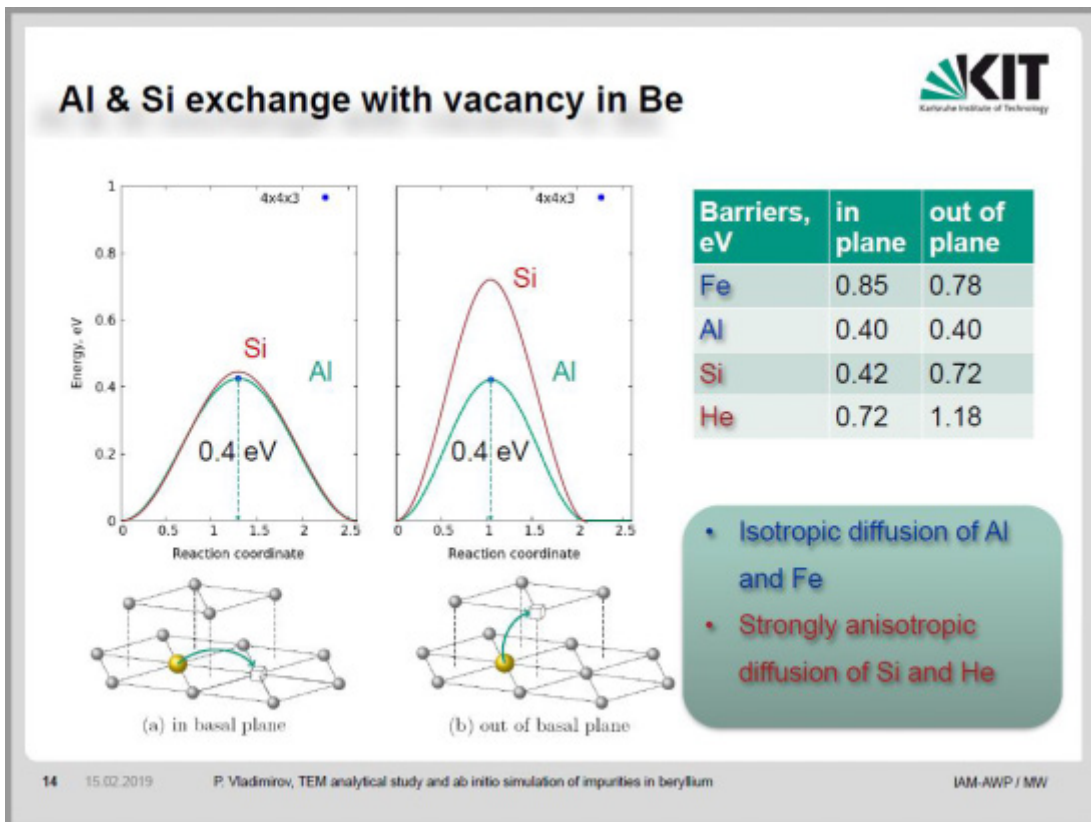 Al & Si exchange with vacancy in Be
KIT
Karlsruhe Institute of Technology
1
0.8
0.6
0.4
0.2
0
Energy, eV
4x4x3
Si
Al
0.4 eV
0 0.5 1 1.5 2 2.5
Reaction coordinate
4x4x3
Si
Al
0.4 eV
0 0.5 1 1.5 2 2.5
Reaction coordinate
(a) in basal plane
(b) out of basal plane
Barriers, in out of
eV plane plane
Fe 0.85 0.78
Al 0.40 0.40
Si 0.42 0.72
He 0.72 1.18
• Isotropic diffusion of Al
and Fe
• Strongly anisotropic
diffusion of Si and He
14 15.02.2019 P. Vladimirov, TEM analytical study and ab initio simulation of impurities in beryllium IAM-AWP / MW